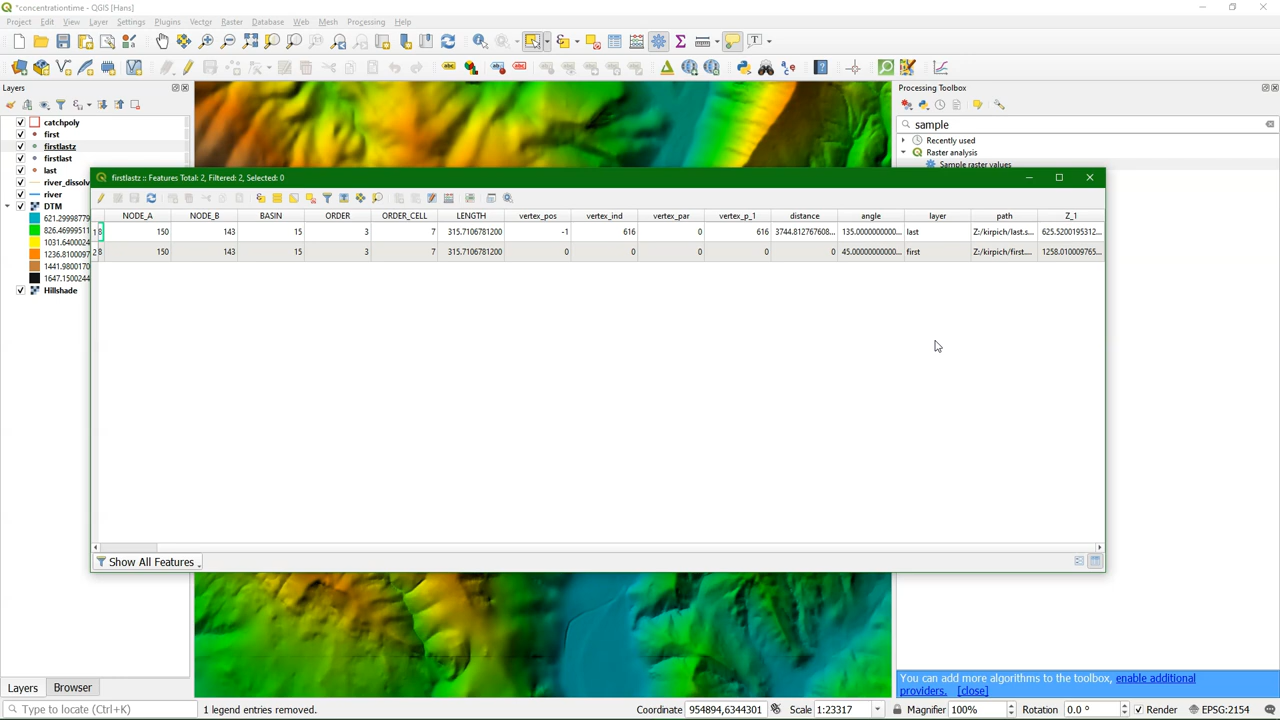 *concentrationtime - QGIS [Hans]
Project Edit View Layer Settings Plugins Vector Raster Database Web Mesh Processing Help
Layers
catchpoly
first
firstlastz
firstlast
last
river_dissolv
river
DTM
621.29998779
826.46999511
1031.6400024
1236.8100097
1441.9800170
1647.1500244
Hillshade
Processing Toolbox
sample
Recently used
Raster analysis
Sample raster values
firstlastz :: Features Total: 2, Filtered: 2, Selected: 0
NODE_A NODE_B BASIN ORDER ORDER_CELL LENGTH vertex_pos vertex_ind vertex_par vertex_p_1 distance angle layer path Z_1
1 8 150 143 15 3 7 315.7106781200 -1 616 0 616 3744.812767608... 135.0000000000... last Z:/kirpich/last.s... 625.5200195312...
2 8 150 143 15 3 7 315.7106781200 0 0 0 0 0 45.00000000000... first Z:/kirpich/first.... 1258.010009765...
Show All Features
You can add more algorithms to the toolbox, enable additional
providers. [close]
Layers Browser
Type to locate (Ctrl+K) 1 legend entries removed. Coordinate 954894,6344301 Scale 1:23317 Magnifier 100% Rotation 0.0 ° Render EPSG:2154